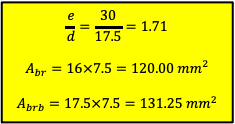 e/d = 30/17.5 = 1.71
A_br = 16×7.5 = 120.00 mm²
A_brb = 17.5×7.5 = 131.25 mm²